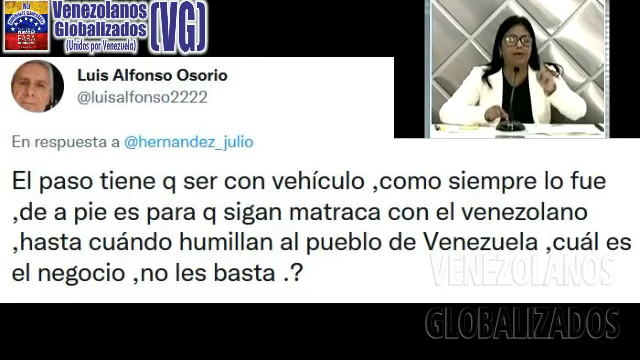 Venezolanos
Globalizados
(Unidos por Venezuela)
(VG)
Luis Alfonso Osorio
@luisalfonso2222
En respuesta a @hernandez_julio
El paso tiene q ser con vehículo ,como siempre lo fue
,de a pie es para q sigan matraca con el venezolano
,hasta cuándo humillan al pueblo de Venezuela ,cuál es
el negocio ,no les basta .?
VENEZOLANOS
GLOBALIZADOS